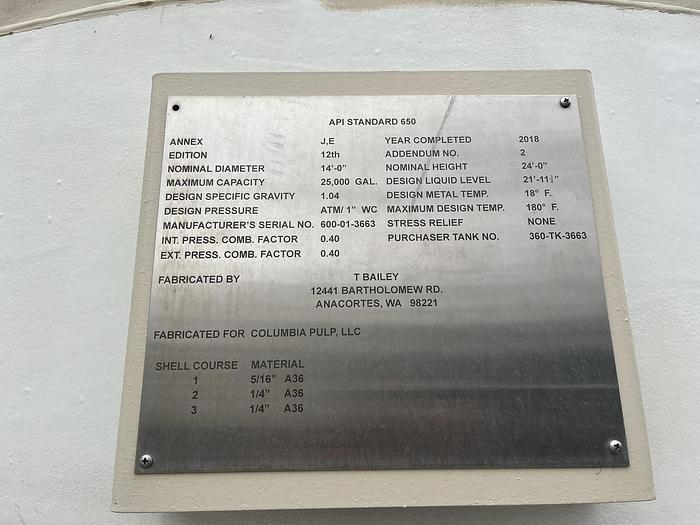 API STANDARD 650
ANNEX J,E YEAR COMPLETED 2018
EDITION 12th ADDENDUM NO. 2
NOMINAL DIAMETER 14'-0" NOMINAL HEIGHT 24'-0"
MAXIMUM CAPACITY 25,000 GAL. DESIGN LIQUID LEVEL 21'-11¾"
DESIGN SPECIFIC GRAVITY 1.04 DESIGN METAL TEMP. 18° F.
DESIGN PRESSURE ATM/ 1" WC MAXIMUM DESIGN TEMP. 180° F.
MANUFACTURER'S SERIAL NO. 600-01-3663 STRESS RELIEF NONE
INT. PRESS. COMB. FACTOR 0.40 PURCHASER TANK NO. 360-TK-3663
EXT. PRESS. COMB. FACTOR 0.40
FABRICATED BY T BAILEY
12441 BARTHOLOMEW RD.
ANACORTES, WA 98221
FABRICATED FOR COLUMBIA PULP, LLC
SHELL COURSE MATERIAL
1 5/16" A36
2 1/4" A36
3 1/4" A36